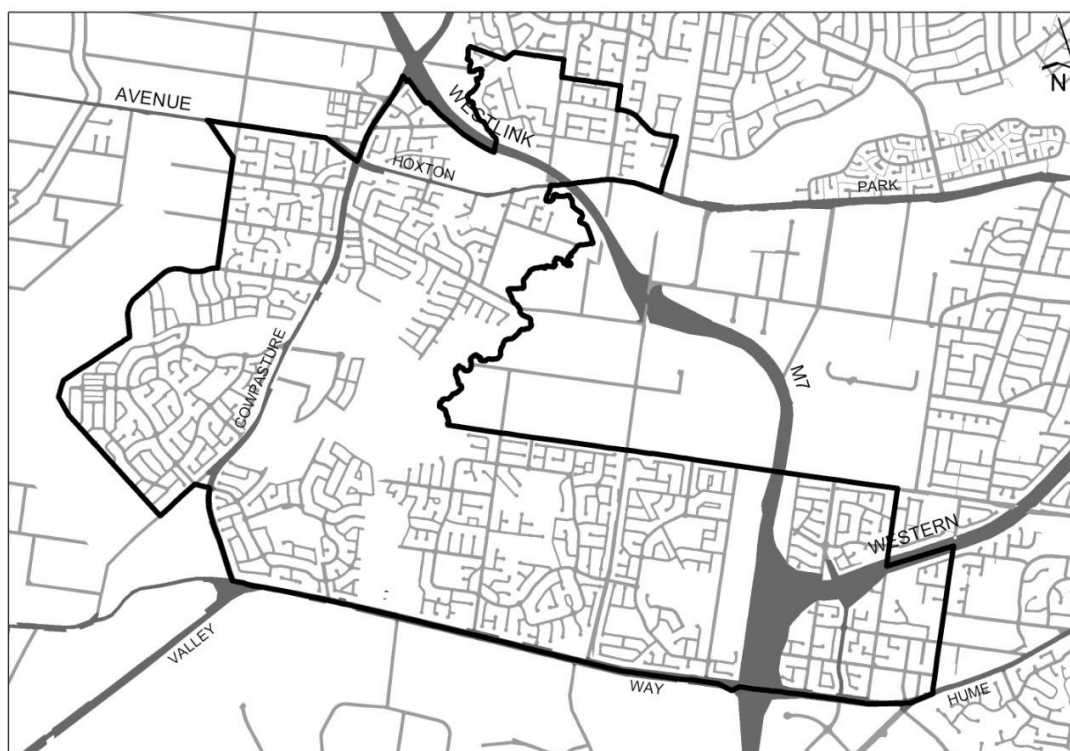 N
AVENUE
WESTLINK
HOXTON
PARK
COWPASTURE
M7
WESTERN
VALLEY
WAY
HUME